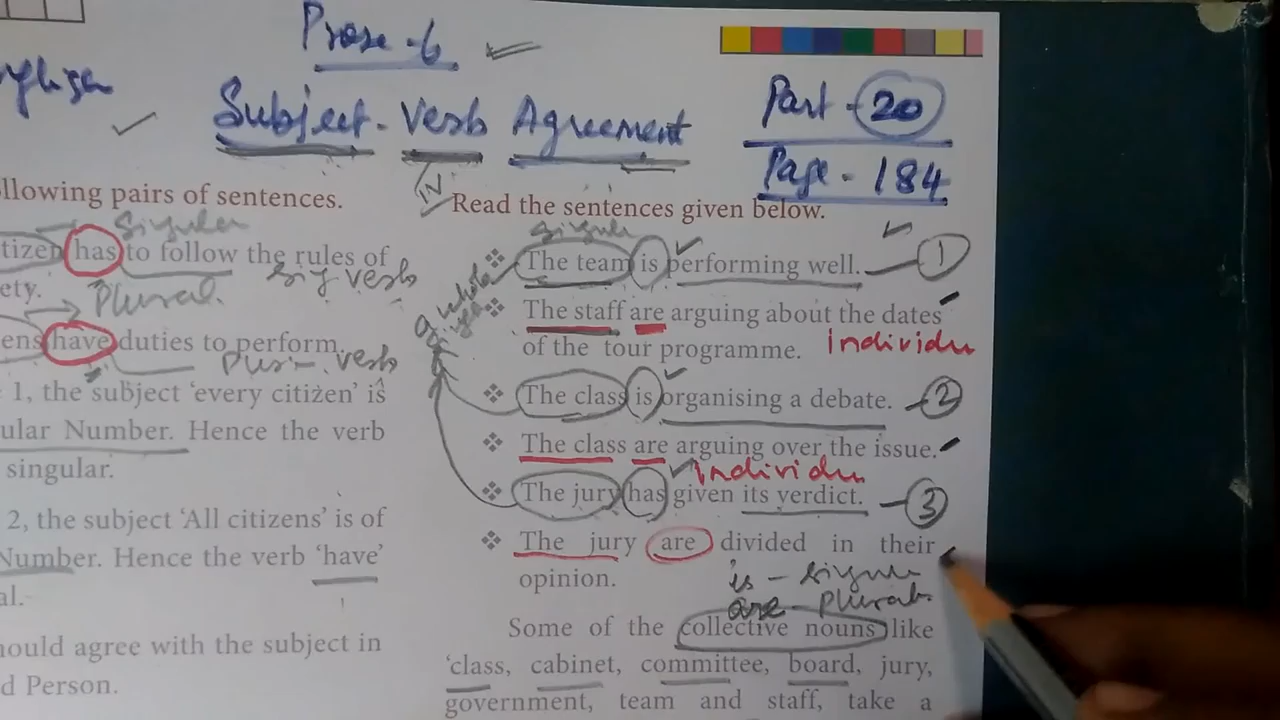 Prose - 6
Subject - Verb Agreement
Part - 20
Page - 184
llowing pairs of sentences.
singular
tizen has to follow the rules of
sig verb
ety.
Plural.
ens have duties to perform.
verb
1, the subject 'every citizen' is
ular Number. Hence the verb
singular.
2, the subject 'All citizens' is of
Number. Hence the verb 'have'
al.
hould agree with the subject in
d Person.
IV
Read the sentences given below.
❖ The team is performing well. — 1
❖ The staff are arguing about the dates
of the tour programme. individu
❖ The class is organising a debate. — 2
❖ The class are arguing over the issue.
individu
❖ The jury has given its verdict. — 3
❖ The jury are divided in their
opinion.
is - singular
are - plural
Some of the collective nouns like
'class, cabinet, committee, board, jury,
government, team and staff, take a